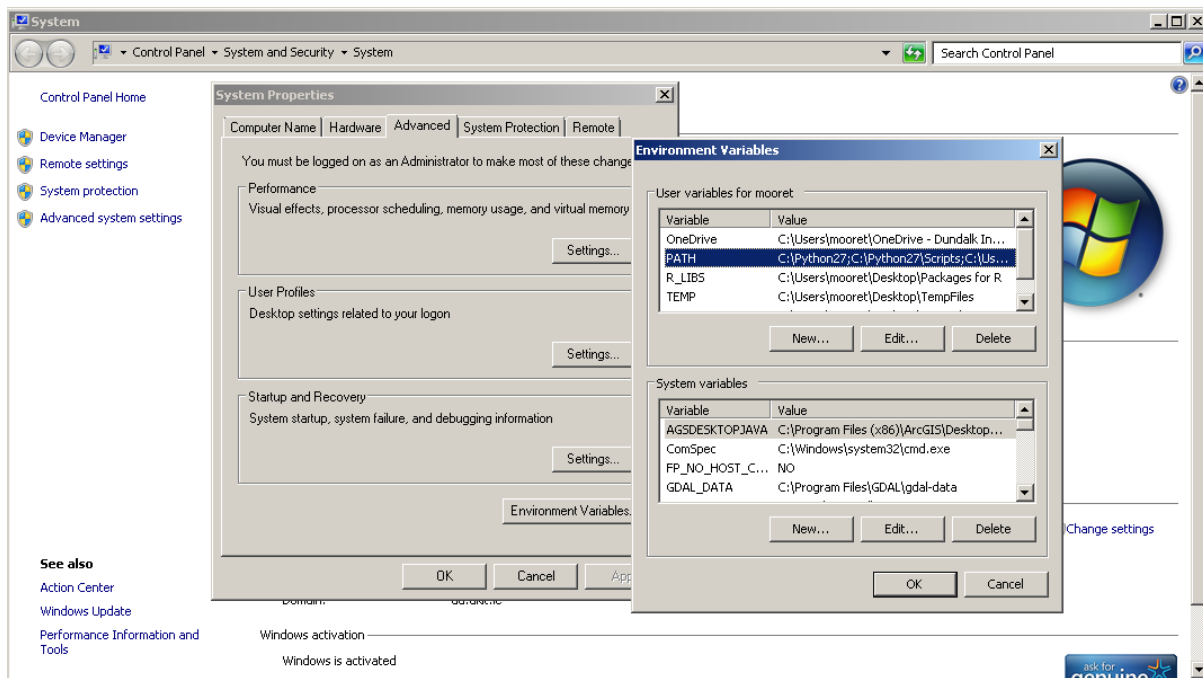 System
Control Panel System and Security System
Search Control Panel
Control Panel Home
Device Manager
Remote settings
System protection
Advanced system settings
See also
Action Center
Windows Update
Performance Information and
Tools
System Properties
Computer Name Hardware Advanced System Protection Remote
You must be logged on as an Administrator to make most of these change
Performance
Visual effects, processor scheduling, memory usage, and virtual memory
Settings...
User Profiles
Desktop settings related to your logon
Settings...
Startup and Recovery
System startup, system failure, and debugging information
Settings...
Environment Variables.
OK Cancel App
Environment Variables
User variables for mooret
Variable Value
OneDrive C:\Users\mooret\OneDrive - Dundalk In...
PATH C:\Python27;C:\Python27\Scripts;C:\Us...
R_LIBS C:\Users\mooret\Desktop\Packages for R
TEMP C:\Users\mooret\Desktop\TempFiles
New... Edit... Delete
System variables
Variable Value
AGSDESKTOPJAVA C:\Program Files (x86)\ArcGIS\Desktop...
ComSpec C:\Windows\system32\cmd.exe
FP_NO_HOST_C... NO
GDAL_DATA C:\Program Files\GDAL\gdal-data
New... Edit... Delete
OK Cancel
Change settings
Domain:
Windows activation
Windows is activated
ask for
genuine